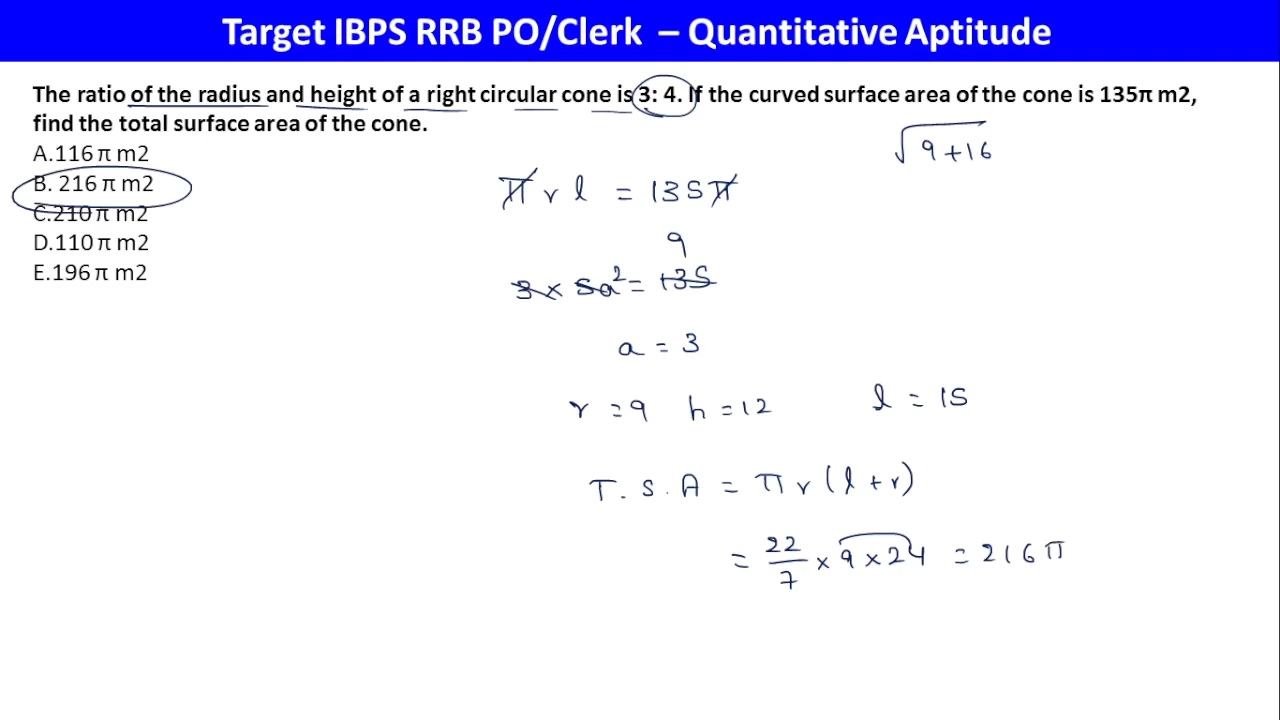 Target IBPS RRB PO/Clerk – Quantitative Aptitude
The ratio of the radius and height of a right circular cone is 3: 4. If the curved surface area of the cone is 135π m2,
find the total surface area of the cone.
A.116 π m2
B. 216 π m2
C.210 π m2
D.110 π m2
E.196 π m2
√9+16
π r l = 135π
9
3 × 5a² = 135
a = 3
r = 9 h = 12 l = 15
T.S.A = π r (l + r)
= 22/7 × 9 × 24 = 216 π